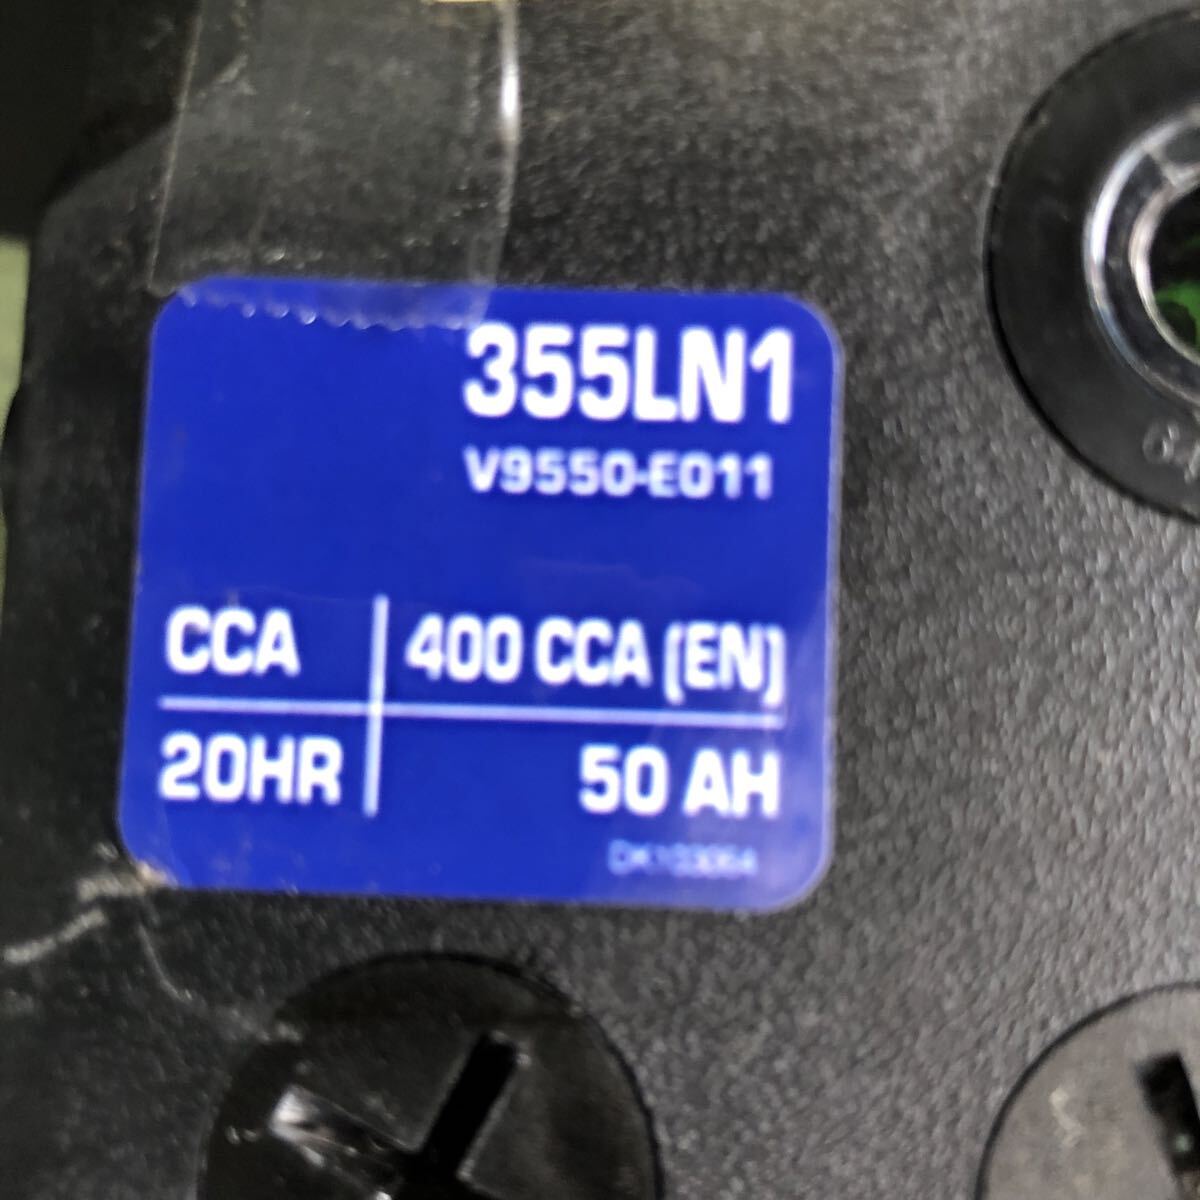 355LN1
V9550-E011
CCA 400 CCA [EN]
20HR 50 AH